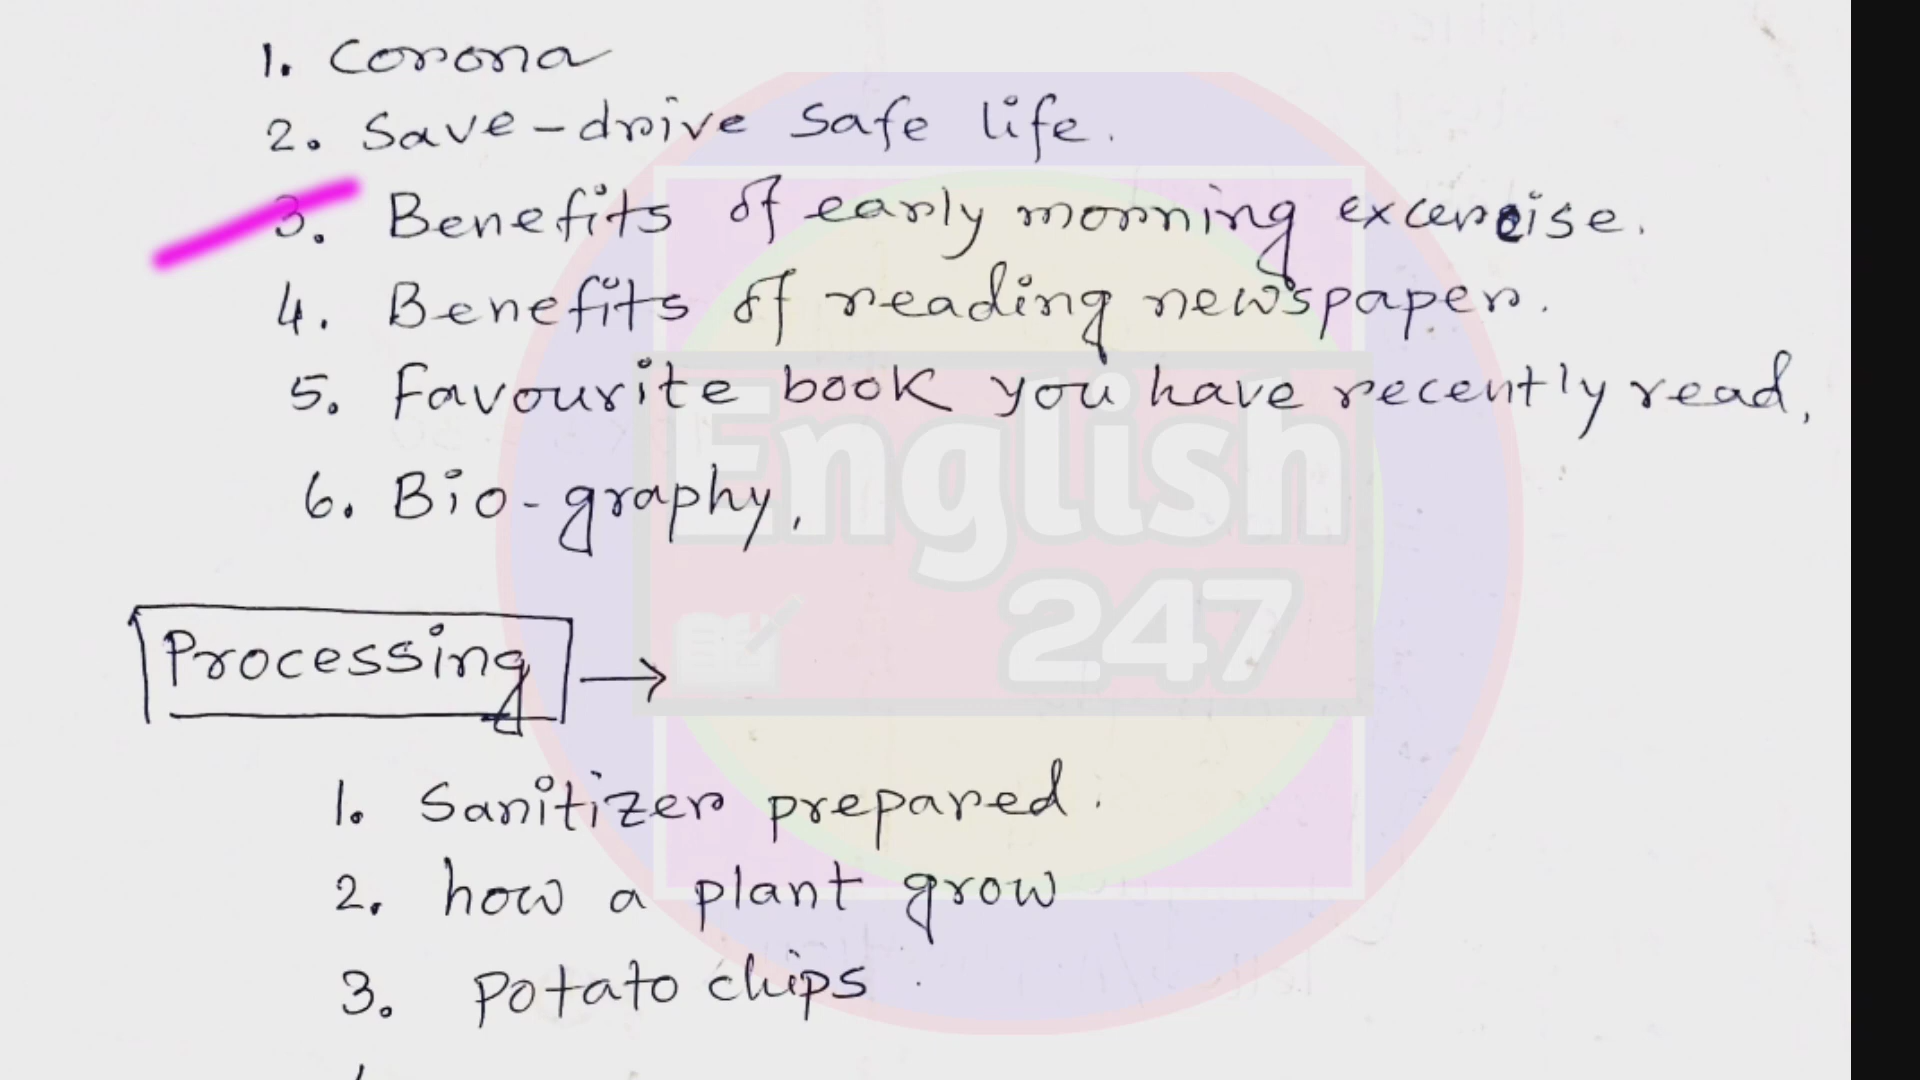 1. Corona
2. Save-drive safe life.
3. Benefits of early morning excercise.
4. Benefits of reading newspaper.
5. Favourite book you have recently read,
6. Bio-graphy,
English
247
Processing →
1. Sanitizer prepared.
2. how a plant grow
3. potato chips.